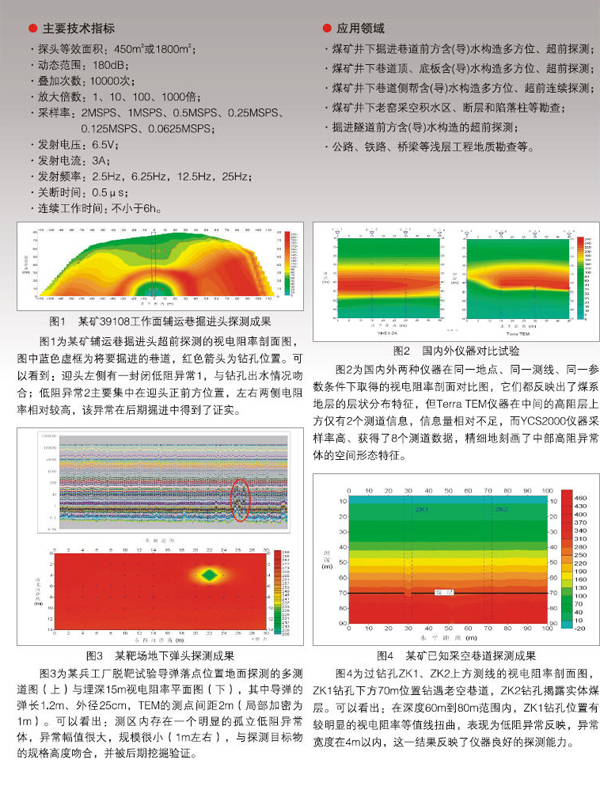 ● 主要技术指标
· 探头等效面积：450m²或1800m²；
· 动态范围：180dB；
· 叠加次数：10000次；
· 放大倍数：1、10、100、1000倍；
· 采样率：2MSPS、1MSPS、0.5MSPS、0.25MSPS、
0.125MSPS、0.0625MSPS；
· 发射电压：6.5V；
· 发射电流：3A；
· 发射频率：2.5Hz，6.25Hz，12.5Hz，25Hz；
· 关断时间：0.5μs；
· 连续工作时间：不小于6h。
图1 某矿39108工作面辅运巷掘进头探测成果
图1为某矿辅运巷掘进头超前探测的视电阻率剖面图，
图中蓝色虚框为将要掘进的巷道，红色箭头为钻孔位置。可
以看到：迎头左侧有一封闭低阻异常1，与钻孔出水情况吻
合；低阻异常2主要集中在迎头正前方位置，左右两侧电阻
率相对较高，该异常在后期掘进中得到了证实。
图3 某靶场地下弹头探测成果
图3为某兵工厂脱靶试验导弹落点位置地面探测的多测
道图（上）与埋深15m视电阻率平面图（下），其中导弹的
弹长1.2m、外径25cm，TEM的测点间距2m（局部加密为
1m）。可以看出：测区内存在一个明显的孤立低阻异常
体，异常幅值很大，规模很小（1m左右），与探测目标物
的规格高度吻合，并被后期挖掘验证。
● 应用领域
· 煤矿井下掘进巷道前方含(导)水构造多方位、超前探测；
· 煤矿井下巷道顶、底板含(导)水构造多方位、超前探测；
· 煤矿井下巷道侧帮含(导)水构造多方位、超前连续探测；
· 煤矿井下老窑采空积水区、断层和陷落柱等勘查；
· 掘进隧道前方含(导)水构造的超前探测；
· 公路、铁路、桥梁等浅层工程地质勘查等。
Terra TEM
图2 国内外仪器对比试验
图2为国内外两种仪器在同一地点、同一测线、同一参
数条件下取得的视电阻率剖面对比图，它们都反映了煤系
地层的层状分布特征，但Terra TEM仪器在中间的高阻层上
方仅有2个测道信息，信息量相对不足，而YCS2000仪器采
样率高、获得了8个测道数据，精细地刻画了中部高阻异常
体的空间形态特征。
0 10 20 30 40 50 60 70 80 90 100
ZK1 ZK2
水平距离 (m)
图4 某矿已知采空巷道探测成果
图4为过钻孔ZK1、ZK2上方测线的视电阻率剖面图，
ZK1钻孔下方70m位置钻遇老空巷道，ZK2钻孔揭露实体煤
层。可以看出：在深度60m到80m范围内，ZK1钻孔位置有
较明显的视电阻率等值线扭曲，表现为低阻异常反映，异常
宽度在4m以内，这一结果反映了仪器良好的探测能力。